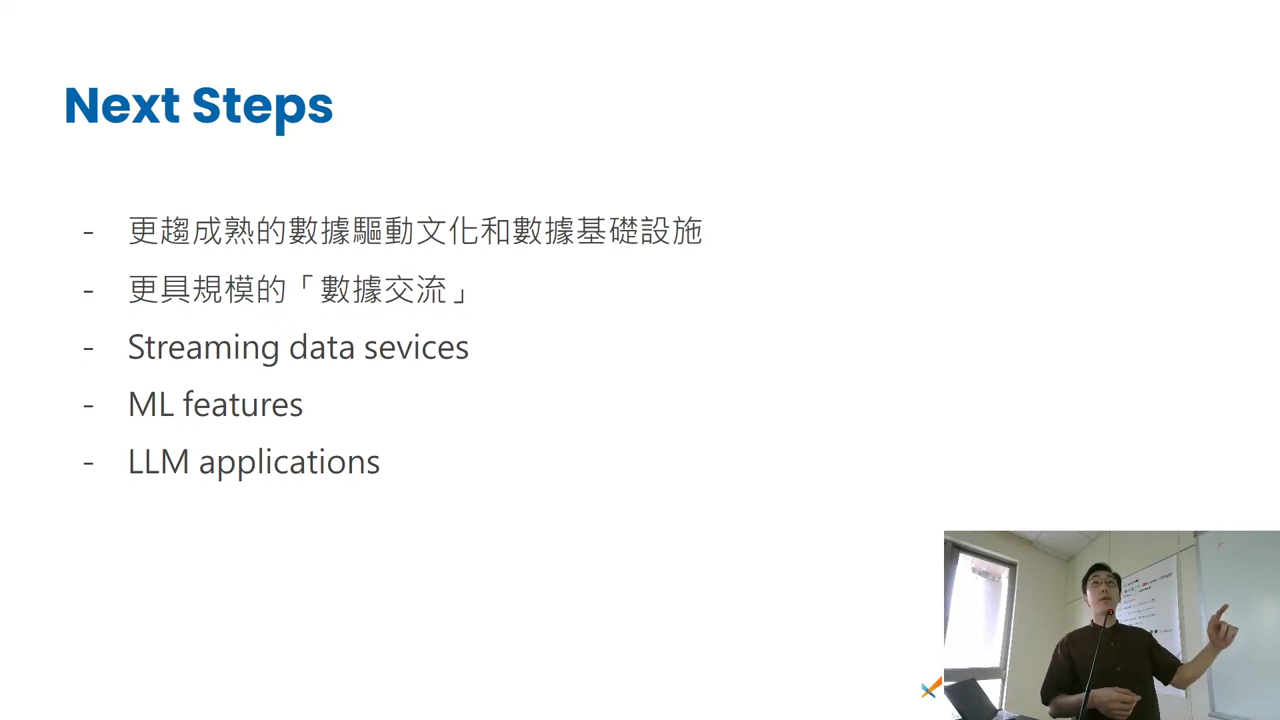 Next Steps
- 更趨成熟的數據驅動文化和數據基礎設施
- 更具規模的「數據交流」
- Streaming data sevices
- ML features
- LLM applications